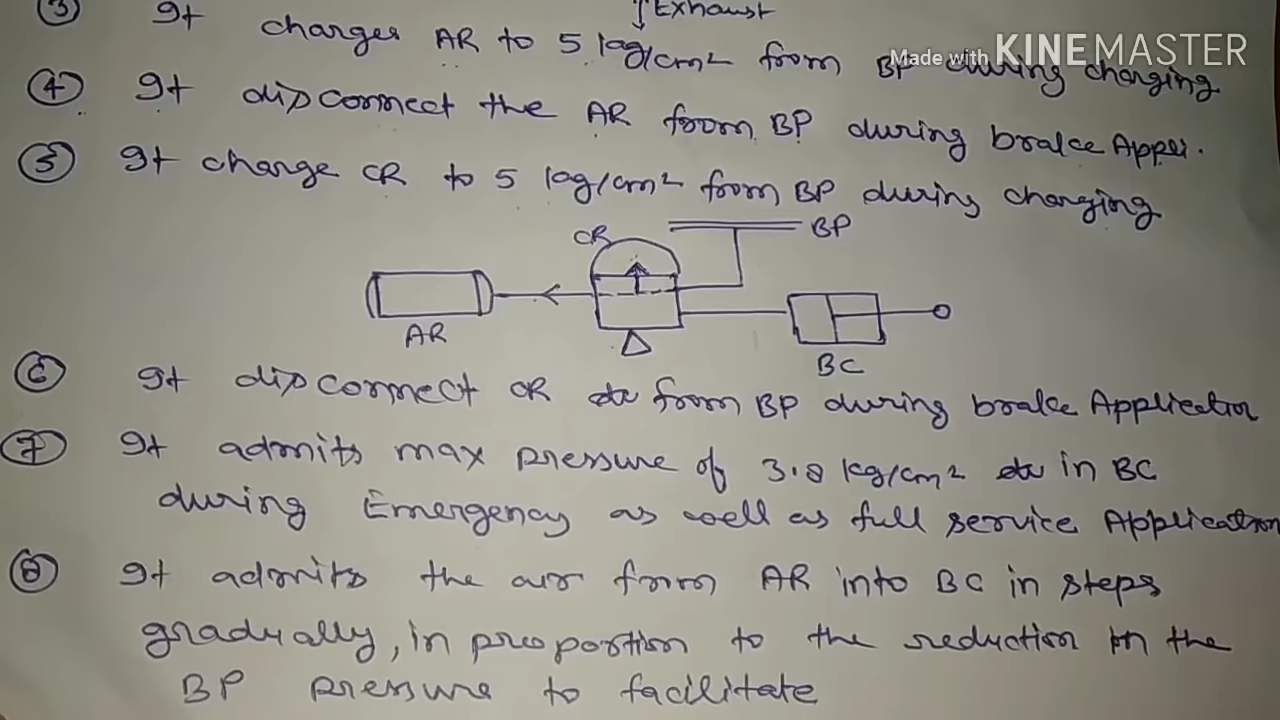 ↓Exhaust
③ It charges AR to 5 kg/cm² from BP during charging
Made with KINEMASTER
④ It disconnect the AR from BP during brake Appli.
⑤ It charge CR to 5 kg/cm² from BP during charging
CR BP
AR
BC
⑥ It disconnect CR from BP during brake Application
⑦ It admits max pressure of 3.8 kg/cm² in BC
during Emergency as well as full service Application
⑧ It admits the air from AR into BC in steps
gradually, in proportion to the reduction in the
BP pressure to facilitate